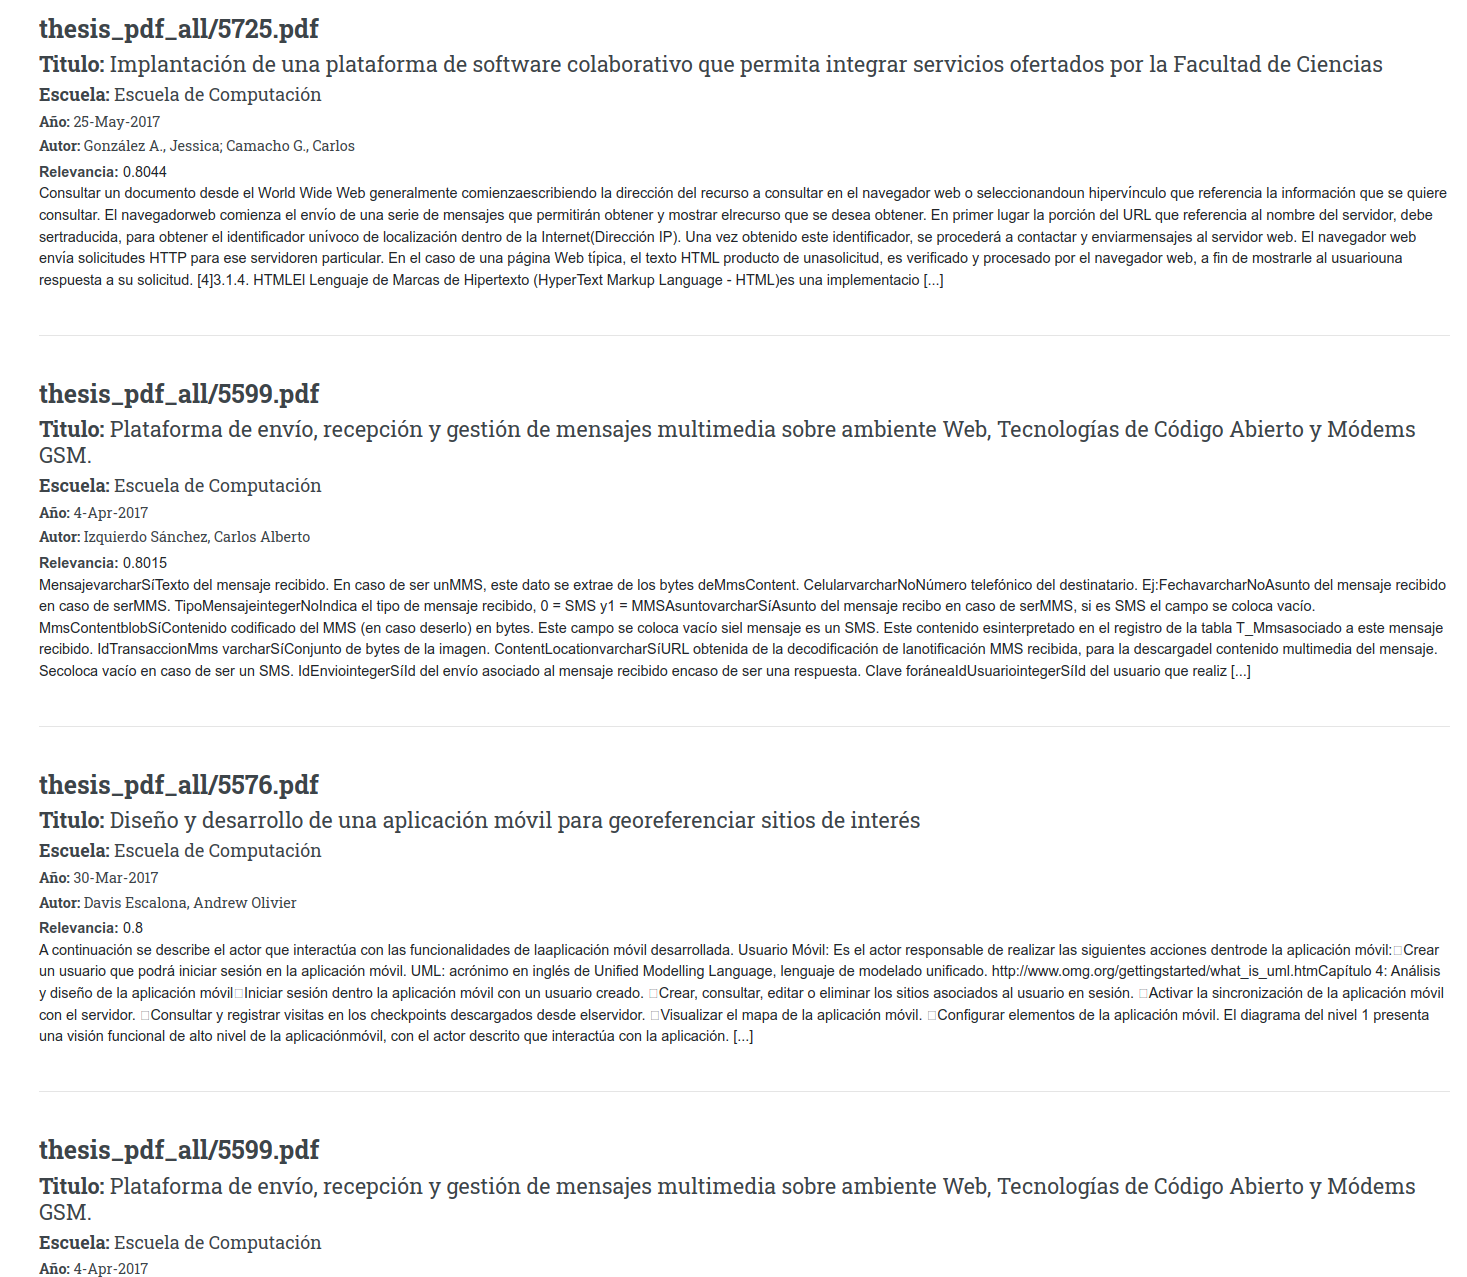 thesis_pdf_all/5725.pdf
Titulo: Implantación de una plataforma de software colaborativo que permita integrar servicios ofertados por la Facultad de Ciencias
Escuela: Escuela de Computación
Año: 25-May-2017
Autor: González A., Jessica; Camacho G., Carlos
Relevancia: 0.8044
Consultar un documento desde el World Wide Web generalmente comienzaescribiendo la dirección del recurso a consultar en el navegador web o seleccionandoun hipervínculo que referencia la información que se quiere
consultar. El navegadorweb comienza el envío de una serie de mensajes que permitirán obtener y mostrar elrecurso que se desea obtener. En primer lugar la porción del URL que referencia al nombre del servidor, debe
sertraducida, para obtener el identificador unívoco de localización dentro de la Internet(Dirección IP). Una vez obtenido este identificador, se procederá a contactar y enviarmensajes al servidor web. El navegador web
envía solicitudes HTTP para ese servidoren particular. En el caso de una página Web típica, el texto HTML producto de unasolicitud, es verificado y procesado por el navegador web, a fin de mostrarle al usuariouna
respuesta a su solicitud. [4]3.1.4. HTMLEl Lenguaje de Marcas de Hipertexto (HyperText Markup Language - HTML)es una implementacio [...]
thesis_pdf_all/5599.pdf
Titulo: Plataforma de envío, recepción y gestión de mensajes multimedia sobre ambiente Web, Tecnologías de Código Abierto y Módems
GSM.
Escuela: Escuela de Computación
Año: 4-Apr-2017
Autor: Izquierdo Sánchez, Carlos Alberto
Relevancia: 0.8015
MensajevarcharSíTexto del mensaje recibido. En caso de ser unMMS, este dato se extrae de los bytes deMmsContent. CelularvarcharNoNúmero telefónico del destinatario. Ej:FechavarcharNoAsunto del mensaje recibido
en caso de serMMS. TipoMensajeintegerNoIndica el tipo de mensaje recibido, 0 = SMS y1 = MMSAsuntovarcharSíAsunto del mensaje recibo en caso de serMMS, si es SMS el campo se coloca vacío.
MmsContentblobSíContenido codificado del MMS (en caso deserlo) en bytes. Este campo se coloca vacío siel mensaje es un SMS. Este contenido esinterpretado en el registro de la tabla T_Mmsasociado a este mensaje
recibido. IdTransaccionMms varcharSíConjunto de bytes de la imagen. ContentLocationvarcharSíURL obtenida de la decodificación de lanotificación MMS recibida, para la descargadel contenido multimedia del mensaje.
Secoloca vacío en caso de ser un SMS. IdEnviointegerSíId del envío asociado al mensaje recibido encaso de ser una respuesta. Clave foráneaIdUsuariointegerSíId del usuario que realiz [...]
thesis_pdf_all/5576.pdf
Titulo: Diseño y desarrollo de una aplicación móvil para georeferenciar sitios de interés
Escuela: Escuela de Computación
Año: 30-Mar-2017
Autor: Davis Escalona, Andrew Olivier
Relevancia: 0.8
A continuación se describe el actor que interactúa con las funcionalidades de laaplicación móvil desarrollada. Usuario Móvil: Es el actor responsable de realizar las siguientes acciones dentrode la aplicación móvil:□Crear
un usuario que podrá iniciar sesión en la aplicación móvil. UML: acrónimo en inglés de Unified Modelling Language, lenguaje de modelado unificado. http://www.omg.org/gettingstarted/what_is_uml.htmCapítulo 4: Análisis
y diseño de la aplicación móvil□Iniciar sesión dentro la aplicación móvil con un usuario creado. □Crear, consultar, editar o eliminar los sitios asociados al usuario en sesión. □Activar la sincronización de la aplicación móvil
con el servidor. □Consultar y registrar visitas en los checkpoints descargados desde elservidor. □Visualizar el mapa de la aplicación móvil. □Configurar elementos de la aplicación móvil. El diagrama del nivel 1 presenta
una visión funcional de alto nivel de la aplicaciónmóvil, con el actor descrito que interactúa con la aplicación. [...]
thesis_pdf_all/5599.pdf
Titulo: Plataforma de envío, recepción y gestión de mensajes multimedia sobre ambiente Web, Tecnologías de Código Abierto y Módems
GSM.
Escuela: Escuela de Computación
Año: 4-Apr-2017